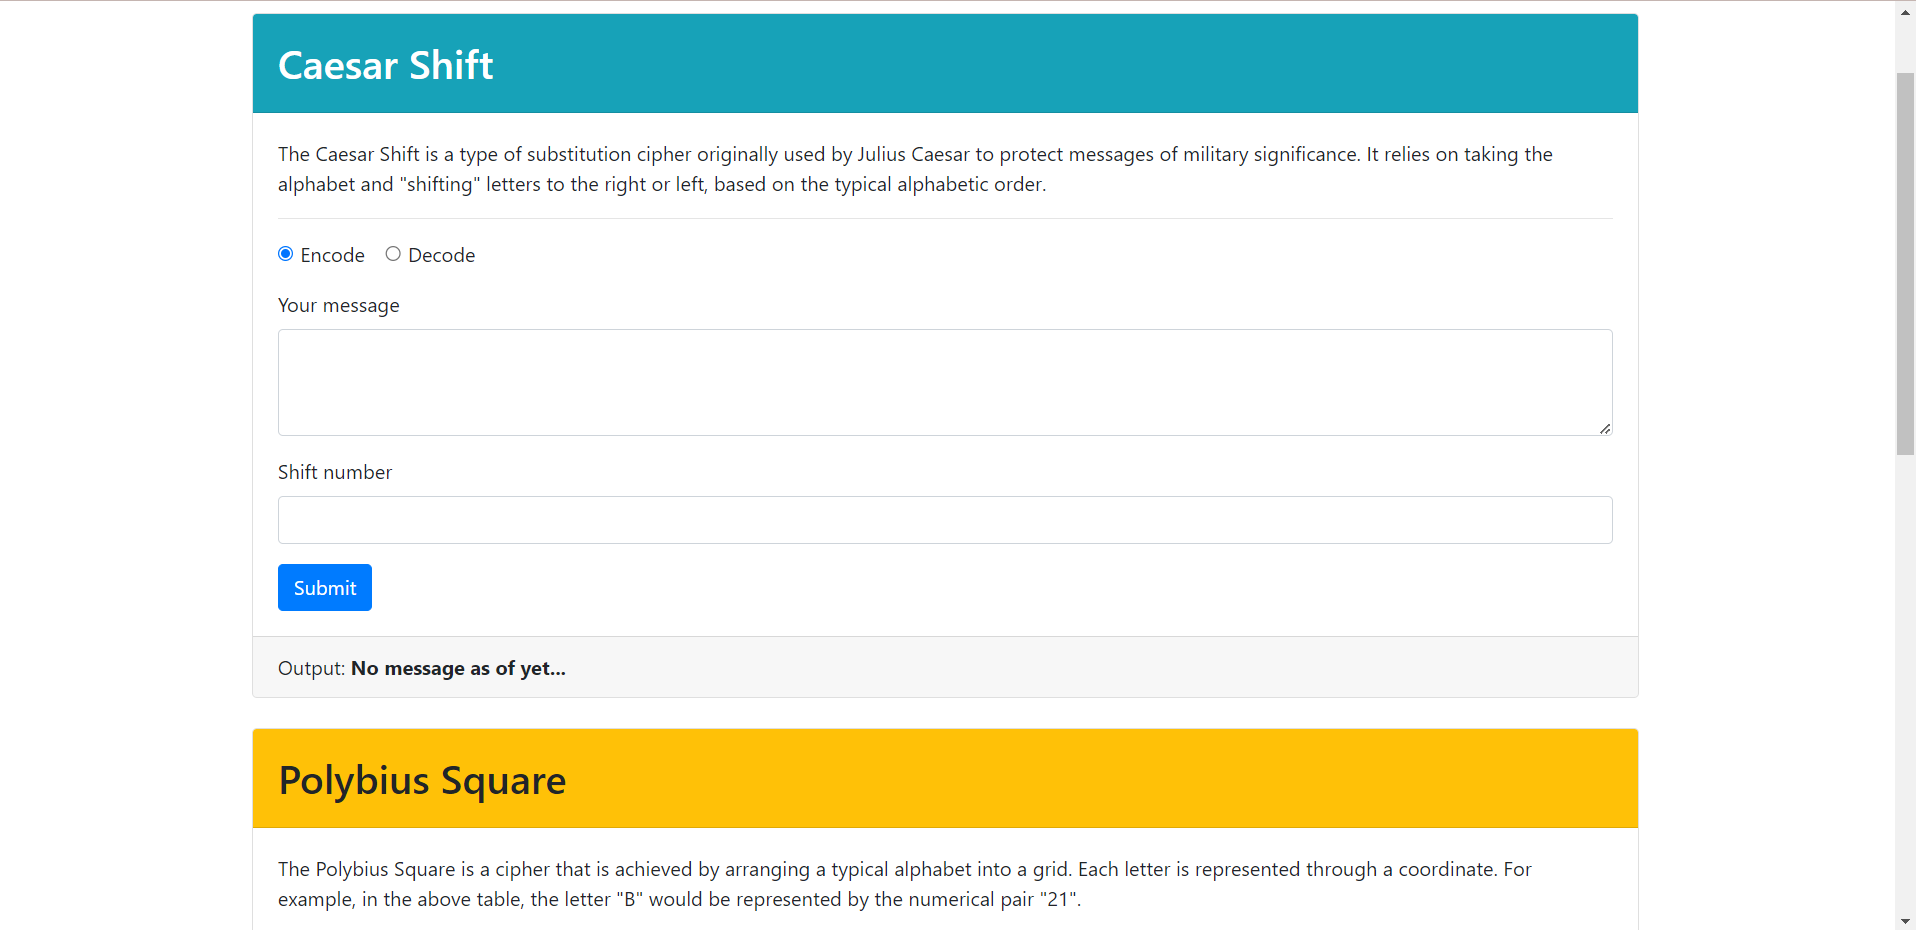 Caesar Shift
The Caesar Shift is a type of substitution cipher originally used by Julius Caesar to protect messages of military significance. It relies on taking the
alphabet and "shifting" letters to the right or left, based on the typical alphabetic order.
Encode Decode
Your message
Shift number
Submit
Output: No message as of yet...
Polybius Square
The Polybius Square is a cipher that is achieved by arranging a typical alphabet into a grid. Each letter is represented through a coordinate. For
example, in the above table, the letter "B" would be represented by the numerical pair "21".